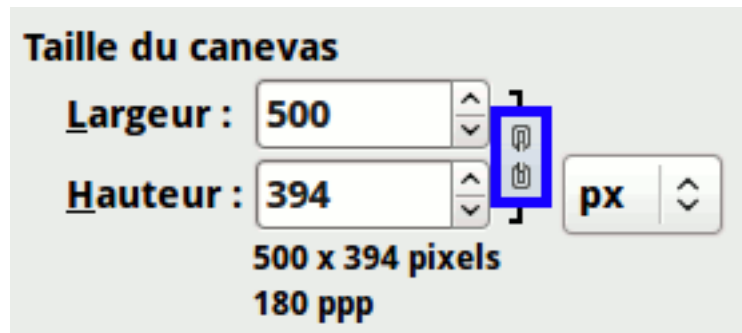 Taille du canevas
Largeur : 500
Hauteur : 394 px
500 x 394 pixels
180 ppp